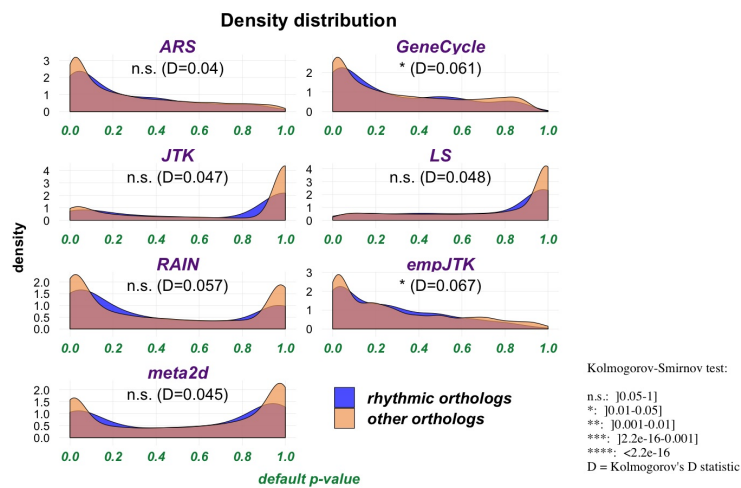 Density distribution
ARS
n.s. (D=0.04)
3
2
1
0
0.0 0.2 0.4 0.6 0.8 1.0
GeneCycle
* (D=0.061)
2
1
0
0.0 0.2 0.4 0.6 0.8 1.0
JTK
n.s. (D=0.047)
4
3
2
1
0
0.0 0.2 0.4 0.6 0.8 1.0
LS
n.s. (D=0.048)
4
3
2
1
0
0.0 0.2 0.4 0.6 0.8 1.0
density
RAIN
n.s. (D=0.057)
2.0
1.5
1.0
0.5
0.0
0.0 0.2 0.4 0.6 0.8 1.0
empJTK
* (D=0.067)
3
2
1
0
0.0 0.2 0.4 0.6 0.8 1.0
meta2d
n.s. (D=0.045)
2.0
1.5
1.0
0.5
0.0
0.0 0.2 0.4 0.6 0.8 1.0
default p-value
rhythmic orthologs
other orthologs
Kolmogorov-Smirnov test:
n.s.: ]0.05-1]
*: ]0.01-0.05]
**: ]0.001-0.01]
***: ]2.2e-16-0.001]
****: <2.2e-16
D = Kolmogorov's D statistic